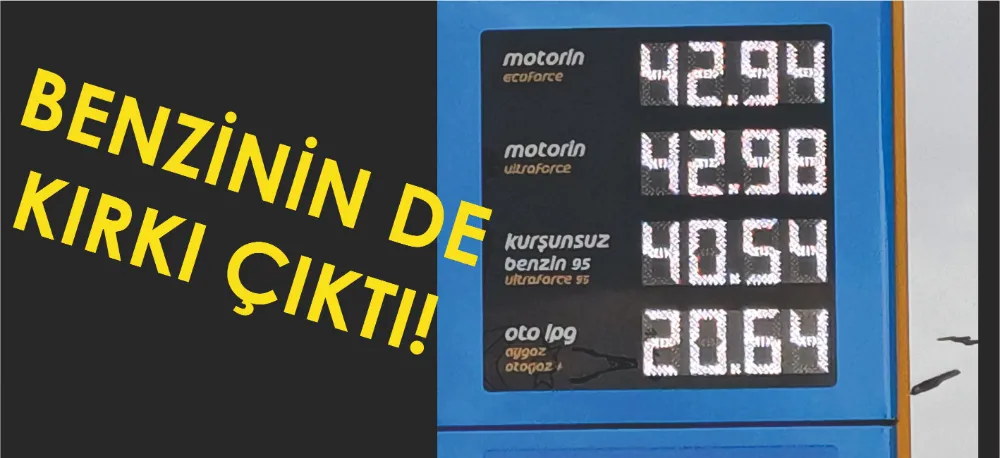 BENZİNİN DE
KIRKI ÇIKTI!
motorin 42.94
ecoforce
motorin 42.98
ultraforce
kurşunsuz
benzin 95 40.54
ultraforce 95
oto lpg 20.64
aygaz
otogaz+